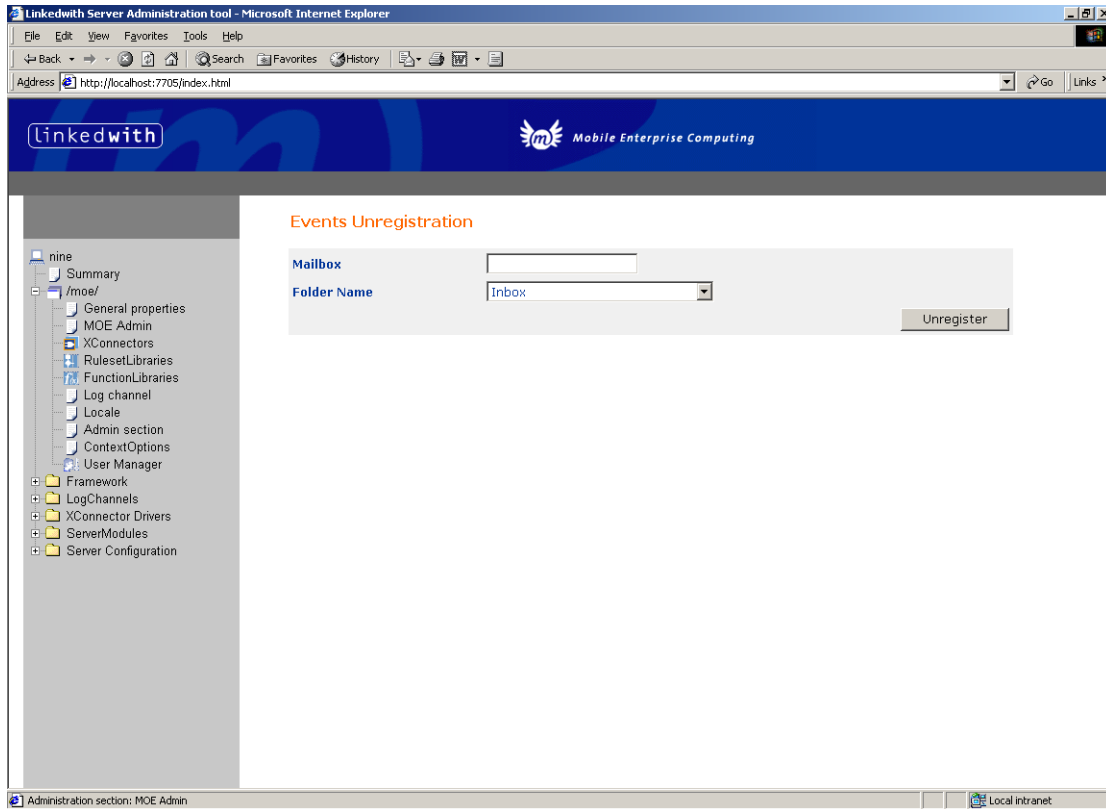 Linkedwith Server Administration tool - Microsoft Internet Explorer
File Edit View Favorites Tools Help
Back Search Favorites History
Address http://localhost:7705/index.html Go Links
linkedwith
m Mobile Enterprise Computing
Events Unregistration
Mailbox
Folder Name Inbox
Unregister
nine
Summary
/moe/
General properties
MOE Admin
XConnectors
RulesetLibraries
FunctionLibraries
Log channel
Locale
Admin section
ContextOptions
User Manager
Framework
LogChannels
XConnector Drivers
ServerModules
Server Configuration
Administration section: MOE Admin Local intranet